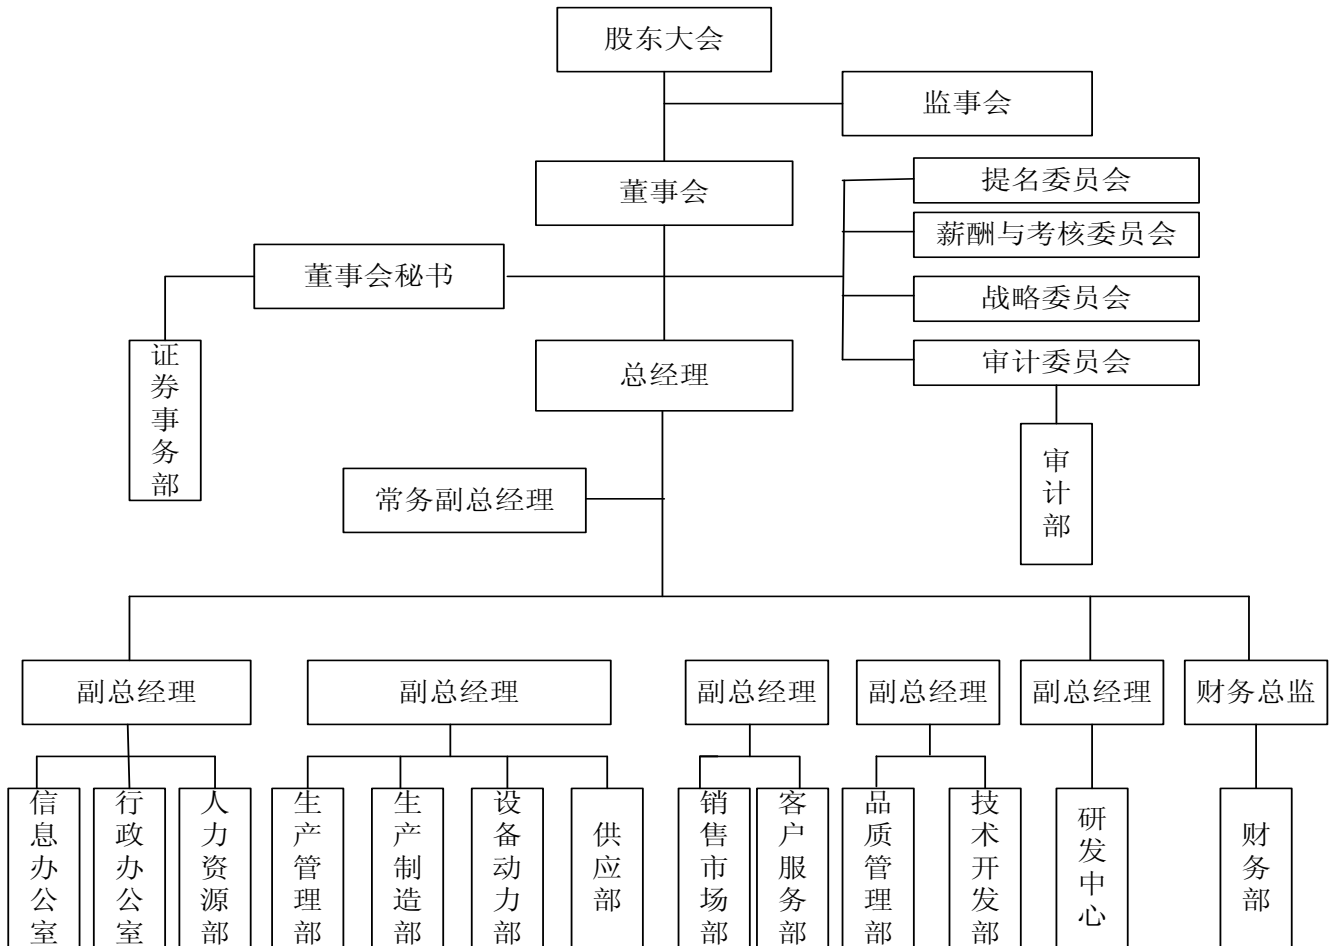 股东大会
监事会
董事会
提名委员会
薪酬与考核委员会
董事会秘书
战略委员会
证券事务部
总经理
审计委员会
审计部
常务副总经理
副总经理
副总经理
副总经理
副总经理
副总经理
财务总监
信息办公室
行政办公室
人力资源部
生产管理部
生产制造部
设备动力部
供应部
销售市场部
客户服务部
品质管理部
技术开发部
研发中心
财务部